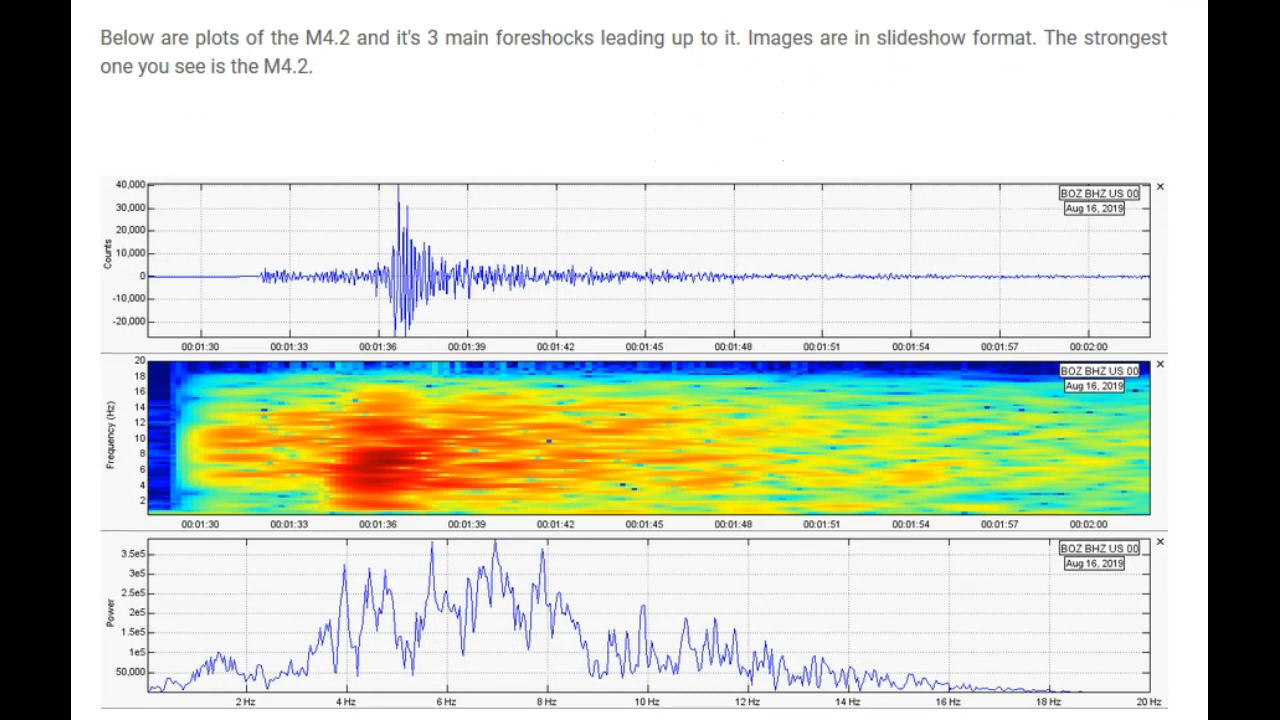 Below are plots of the M4.2 and it's 3 main foreshocks leading up to it. Images are in slideshow format. The strongest
one you see is the M4.2.
40,000
30,000
20,000
10,000
0
-10,000
-20,000
Counts
BOZ BHZ US 00
Aug 16, 2019
00:01:30 00:01:33 00:01:36 00:01:39 00:01:42 00:01:45 00:01:48 00:01:51 00:01:54 00:01:57 00:02:00
20
18
16
14
12
10
8
6
4
2
Frequency (Hz)
BOZ BHZ US 00
Aug 16, 2019
00:01:30 00:01:33 00:01:36 00:01:39 00:01:42 00:01:45 00:01:48 00:01:51 00:01:54 00:01:57 00:02:00
3.5e5
3e5
2.5e5
2e5
1.5e5
1e5
50,000
Power
BOZ BHZ US 00
Aug 16, 2019
2 Hz 4 Hz 6 Hz 8 Hz 10 Hz 12 Hz 14 Hz 16 Hz 18 Hz 20 Hz